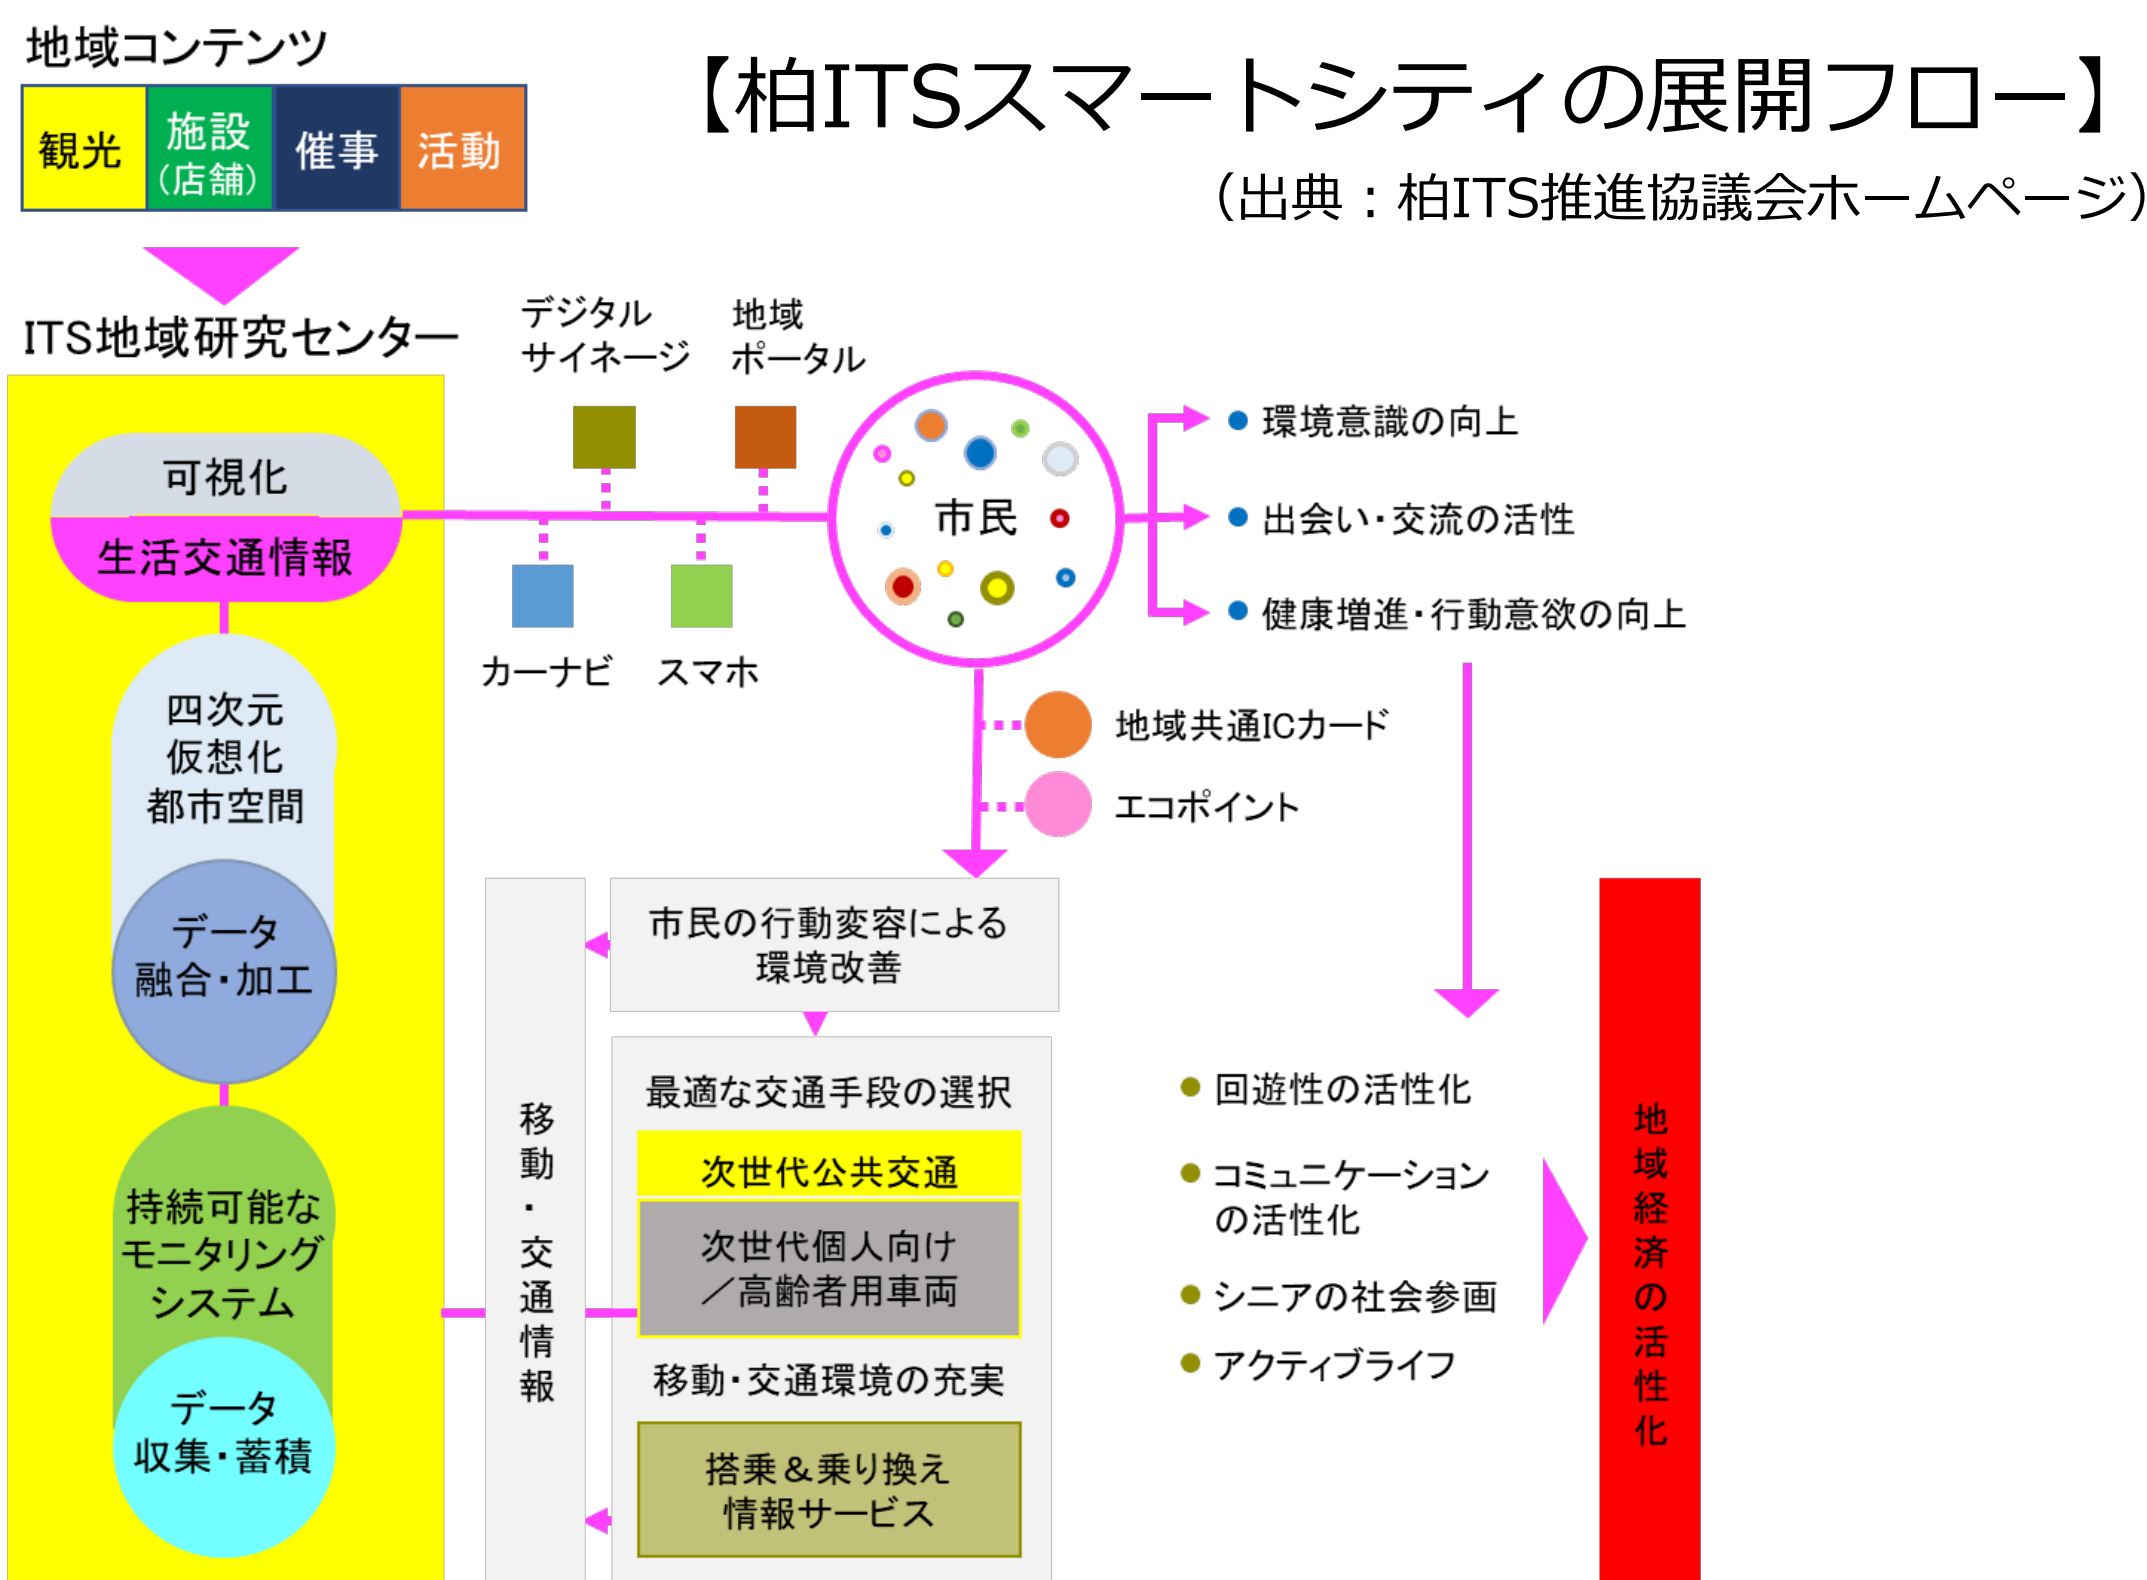 地域コンテンツ
観光
施設
(店舗)
催事
活動
【柏ITSスマートシティの展開フロー】
(出典：柏ITS推進協議会ホームページ)
ITS地域研究センター
可視化
生活交通情報
四次元
仮想化
都市空間
データ
融合・加工
持続可能な
モニタリング
システム
データ
収集・蓄積
デジタル
サイネージ
地域
ポータル
カーナビ
スマホ
市民
環境意識の向上
出会い・交流の活性
健康増進・行動意欲の向上
地域共通ICカード
エコポイント
移動・交通情報
市民の行動変容による
環境改善
最適な交通手段の選択
次世代公共交通
次世代個人向け
／高齢者用車両
移動・交通環境の充実
搭乗＆乗り換え
情報サービス
回遊性の活性化
コミュニケーション
の活性化
シニアの社会参画
アクティブライフ
地域経済の活性化